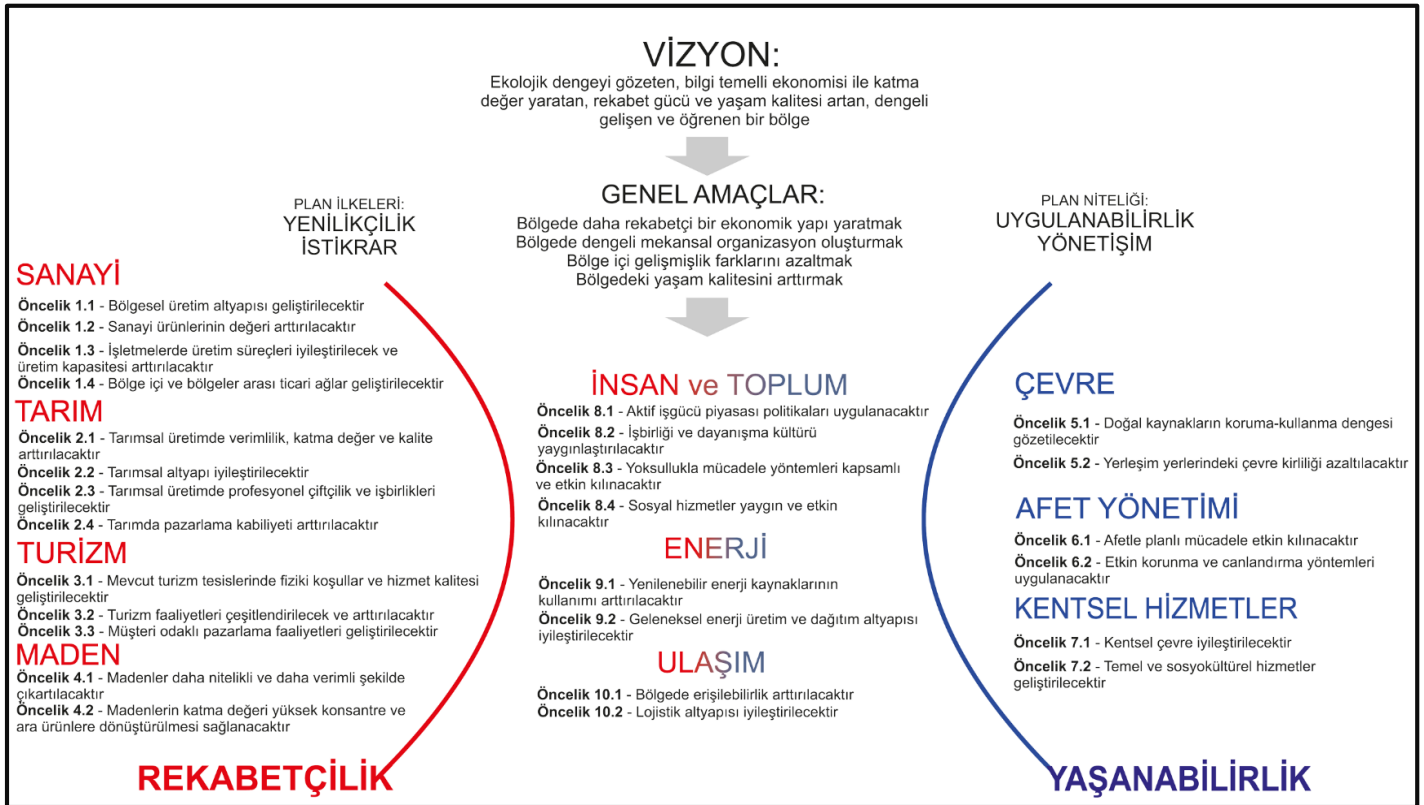 VİZYON:
Ekolojik dengeyi gözeten, bilgi temelli ekonomisi ile katma
değer yaratan, rekabet gücü ve yaşam kalitesi artan, dengeli
gelişen ve öğrenen bir bölge
GENEL AMAÇLAR:
Bölgede daha rekabetçi bir ekonomik yapı yaratmak
Bölgede dengeli mekansal organizasyon oluşturmak
Bölge içi gelişmişlik farklarını azaltmak
Bölgedeki yaşam kalitesini arttırmak
PLAN İLKELERİ:
YENİLİKÇİLİK
İSTİKRAR
PLAN NİTELİĞİ:
UYGULANABİLİRLİK
YÖNETİŞİM
SANAYİ
Öncelik 1.1 - Bölgesel üretim altyapısı geliştirilecektir
Öncelik 1.2 - Sanayi ürünlerinin değeri arttırılacaktır
Öncelik 1.3 - İşletmelerde üretim süreçleri iyileştirilecek ve
üretim kapasitesi arttırılacaktır
Öncelik 1.4 - Bölge içi ve bölgeler arası ticari ağlar geliştirilecektir
TARIM
Öncelik 2.1 - Tarımsal üretimde verimlilik, katma değer ve kalite
arttırılacaktır
Öncelik 2.2 - Tarımsal altyapı iyileştirilecektir
Öncelik 2.3 - Tarımsal üretimde profesyonel çiftçilik ve işbirlikleri
geliştirilecektir
Öncelik 2.4 - Tarımda pazarlama kabiliyeti arttırılacaktır
TURİZM
Öncelik 3.1 - Mevcut turizm tesislerinde fiziki koşullar ve hizmet kalitesi
geliştirilecektir
Öncelik 3.2 - Turizm faaliyetleri çeşitlendirilecek ve arttırılacaktır
Öncelik 3.3 - Müşteri odaklı pazarlama faaliyetleri geliştirilecektir
MADEN
Öncelik 4.1 - Madenler daha nitelikli ve daha verimli şekilde
çıkartılacaktır
Öncelik 4.2 - Madenlerin katma değeri yüksek konsantre ve
ara ürünlere dönüştürülmesi sağlanacaktır
REKABETÇİLİK
İNSAN ve TOPLUM
Öncelik 8.1 - Aktif işgücü piyasası politikaları uygulanacaktır
Öncelik 8.2 - İşbirliği ve dayanışma kültürü
yaygınlaştırılacaktır
Öncelik 8.3 - Yoksullukla mücadele yöntemleri kapsamlı
ve etkin kılınacaktır
Öncelik 8.4 - Sosyal hizmetler yaygın ve etkin
kılınacaktır
ENERJİ
Öncelik 9.1 - Yenilenebilir enerji kaynaklarının
kullanımı arttırılacaktır
Öncelik 9.2 - Geleneksel enerji üretim ve dağıtım altyapısı
iyileştirilecektir
ULAŞIM
Öncelik 10.1 - Bölgede erişilebilirlik arttırılacaktır
Öncelik 10.2 - Lojistik altyapısı iyileştirilecektir
ÇEVRE
Öncelik 5.1 - Doğal kaynakların koruma-kullanma dengesi
gözetilecektir
Öncelik 5.2 - Yerleşim yerlerindeki çevre kirliliği azaltılacaktır
AFET YÖNETİMİ
Öncelik 6.1 - Afetle planlı mücadele etkin kılınacaktır
Öncelik 6.2 - Etkin korunma ve canlandırma yöntemleri
uygulanacaktır
KENTSEL HİZMETLER
Öncelik 7.1 - Kentsel çevre iyileştirilecektir
Öncelik 7.2 - Temel ve sosyokültürel hizmetler
geliştirilecektir
YAŞANABİLİRLİK